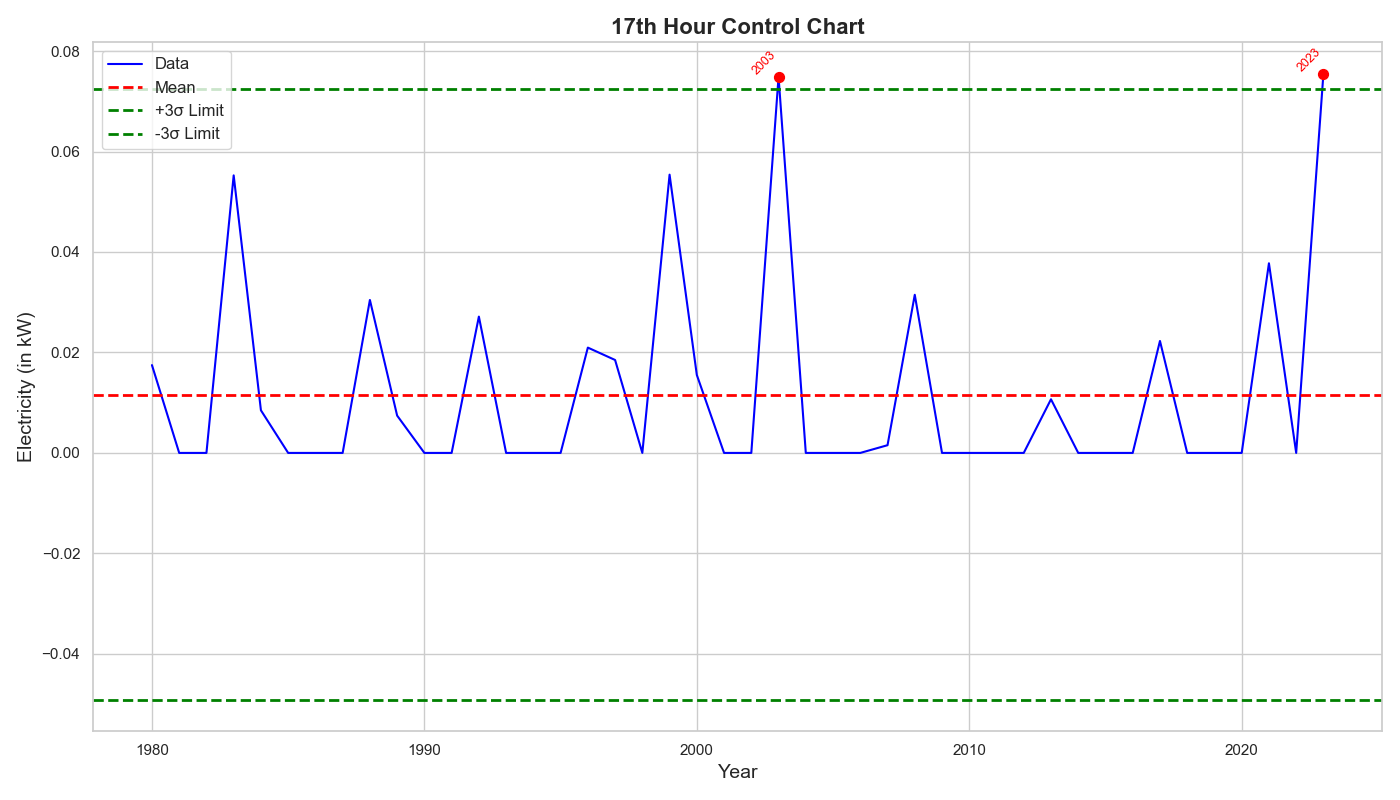 17th Hour Control Chart
Data
Mean
+3σ Limit
-3σ Limit
2003
2023
0.08
0.06
0.04
0.02
0.00
−0.02
−0.04
Electricity (in kW)
1980
1990
2000
2010
2020
Year